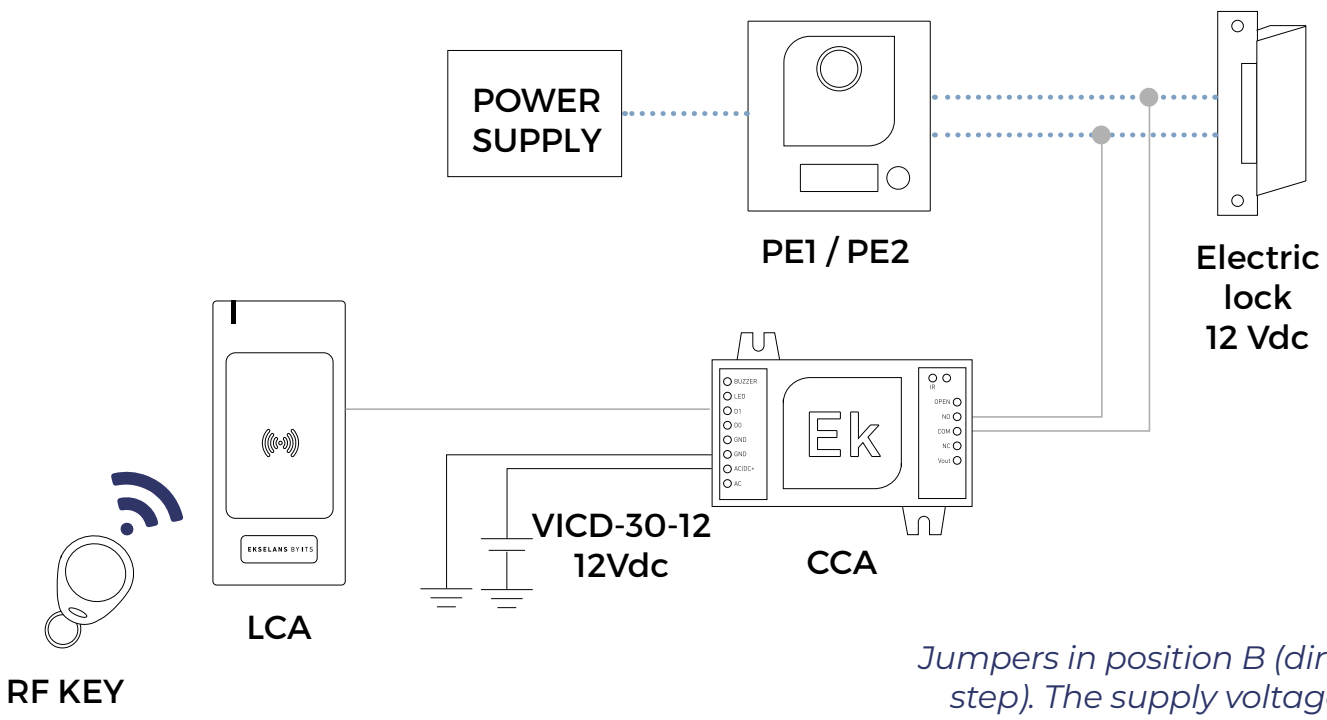 POWER
SUPPLY
PE1 / PE2
Electric
lock
12 Vdc
BUZZER
LED
D1
D0
GND
GND
AC|DC+
AC
Ek
IR
OPEN
NO
COM
NC
Vout
EKSELANS BY ITS
VICD-30-12
12Vdc
CCA
LCA
RF KEY
Jumpers in position B (dir
step). The supply voltage